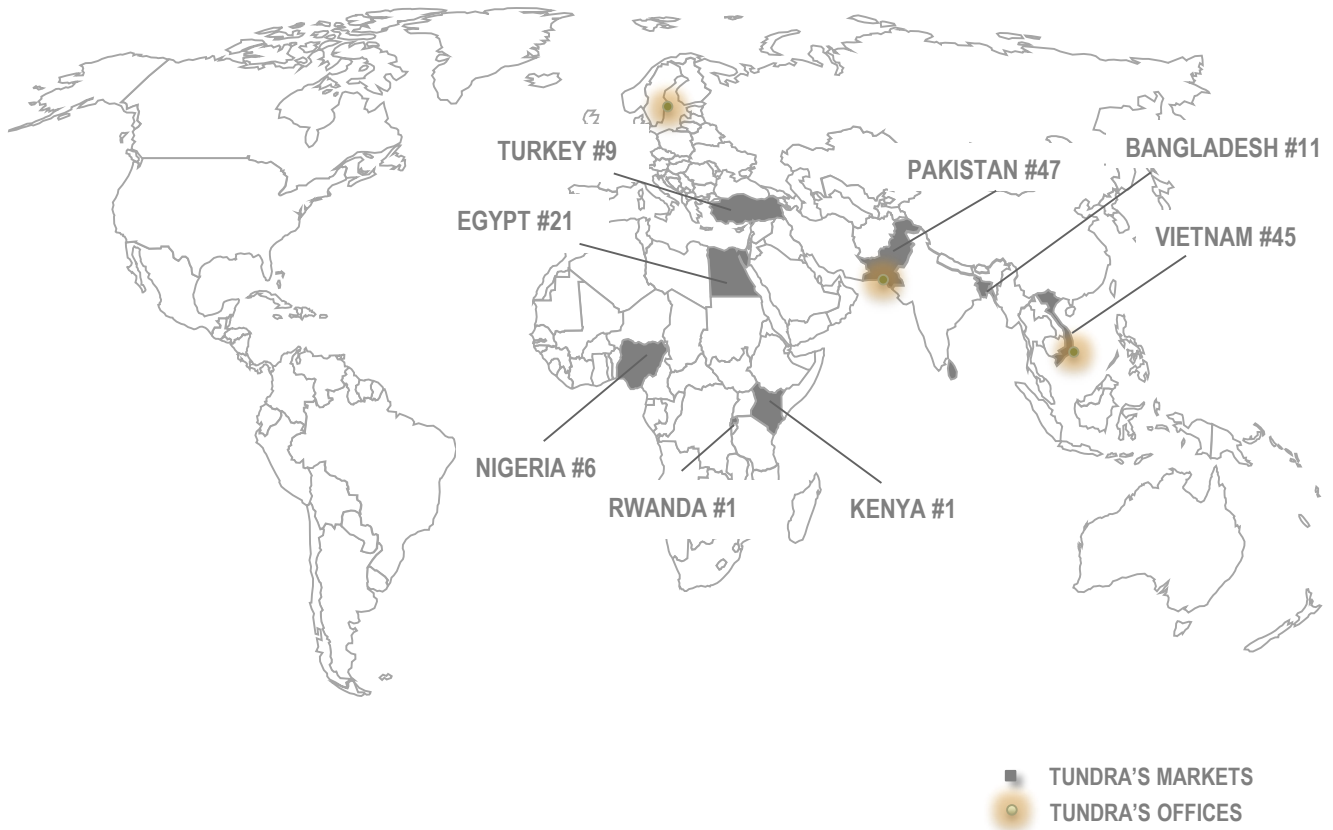 TURKEY #9
BANGLADESH #11
PAKISTAN #47
EGYPT #21
VIETNAM #45
NIGERIA #6
RWANDA #1
KENYA #1
TUNDRA'S MARKETS
TUNDRA'S OFFICES